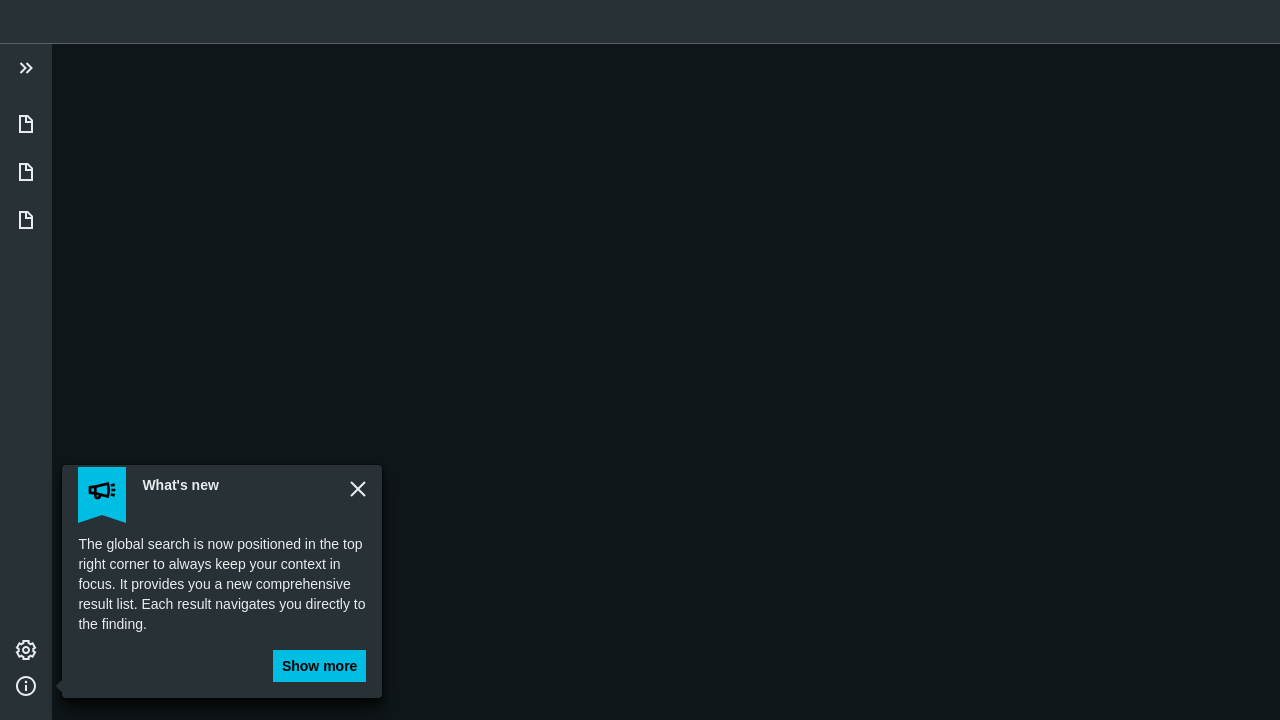 What's new
The global search is now positioned in the top
right corner to always keep your context in
focus. It provides you a new comprehensive
result list. Each result navigates you directly to
the finding.
Show more